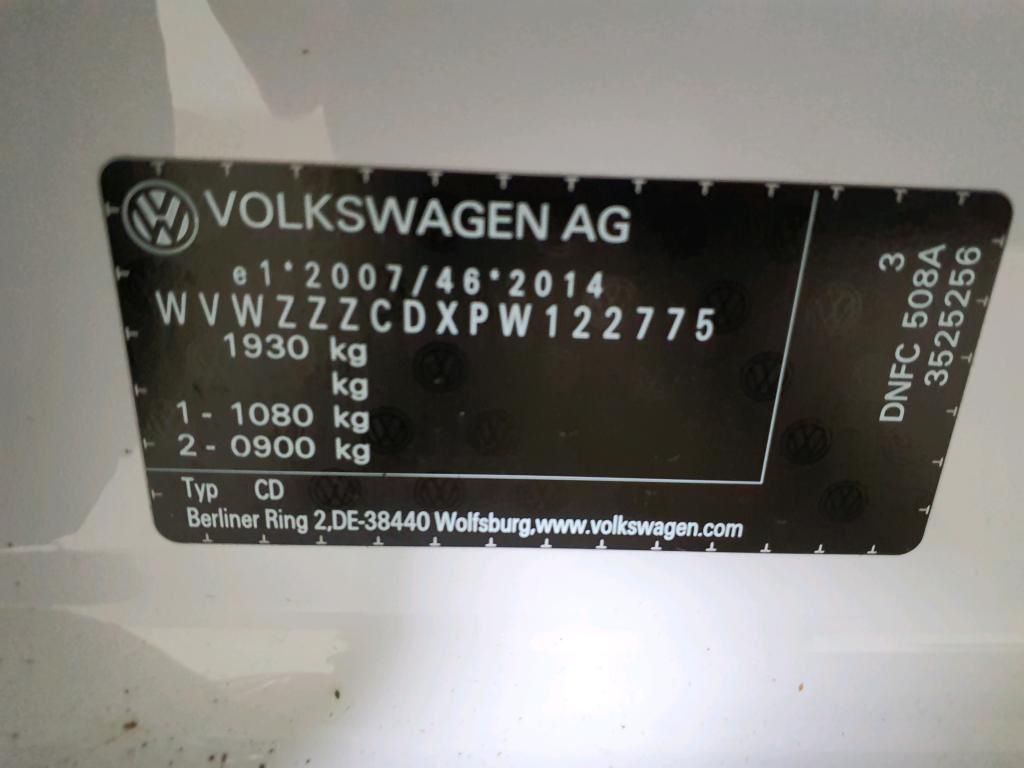 VOLKSWAGEN AG
e1*2007/46*2014
WVWZZZCDXPW122775
1930 kg
kg
1 - 1080 kg
2 - 0900 kg
Typ CD
Berliner Ring 2,DE-38440 Wolfsburg,www.volkswagen.com
DNFC 508A 3
3525256